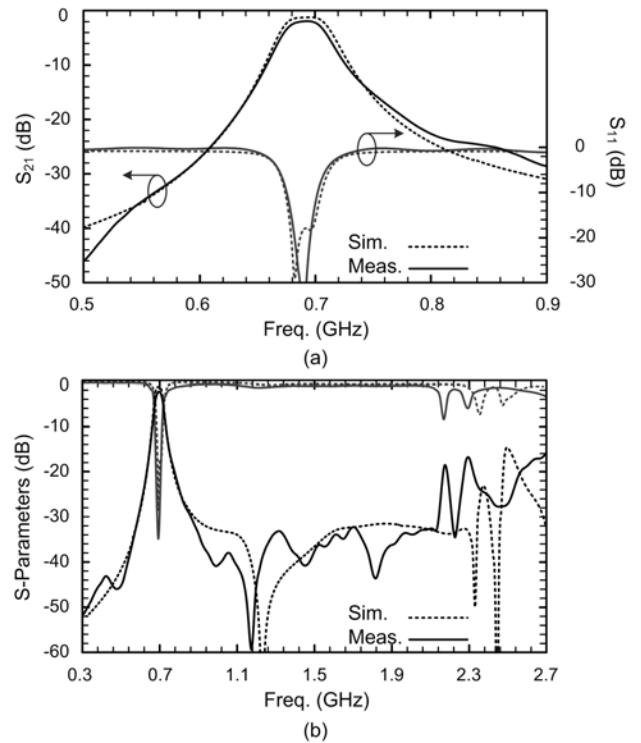 0
-10
-20
-30
-40
-50
S21 (dB)
0
-10
-20
-30
S11 (dB)
Sim.
Meas.
0.5 0.6 0.7 0.8 0.9
Freq. (GHz)
(a)
0
-10
-20
-30
-40
-50
-60
S-Parameters (dB)
Sim.
Meas.
0.3 0.7 1.1 1.5 1.9 2.3 2.7
Freq. (GHz)
(b)